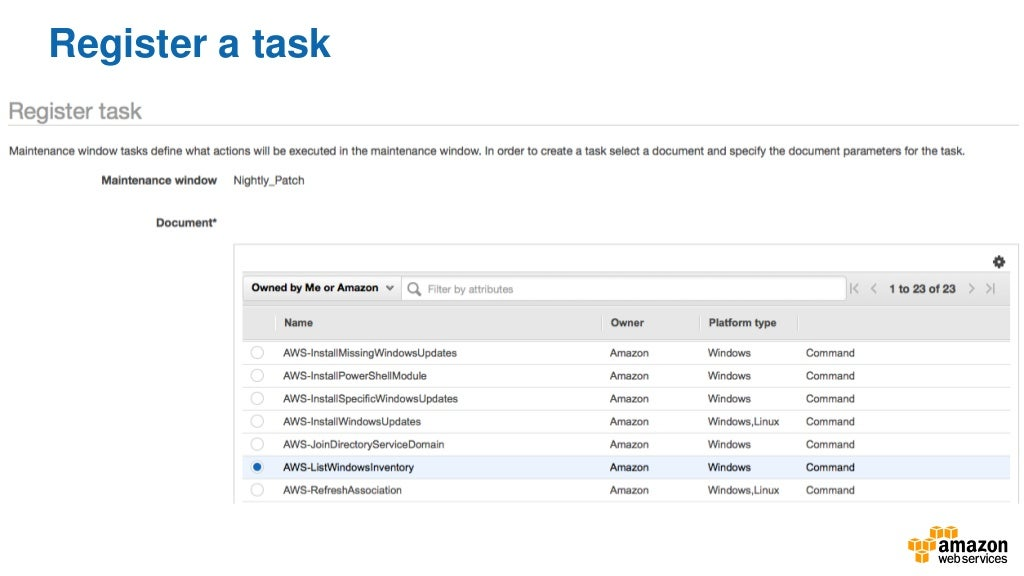 Register a task
Register task
Maintenance window tasks define what actions will be executed in the maintenance window. In order to create a task select a document and specify the document parameters for the task.
Maintenance window Nightly_Patch
Document*
Owned by Me or Amazon Filter by attributes 1 to 23 of 23
Name Owner Platform type
AWS-InstallMissingWindowsUpdates Amazon Windows Command
AWS-InstallPowerShellModule Amazon Windows Command
AWS-InstallSpecificWindowsUpdates Amazon Windows Command
AWS-InstallWindowsUpdates Amazon Windows,Linux Command
AWS-JoinDirectoryServiceDomain Amazon Windows Command
AWS-ListWindowsInventory Amazon Windows Command
AWS-RefreshAssociation Amazon Windows,Linux Command
amazon
web services